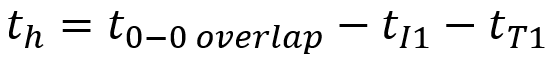 t_h = t_{0−0 overlap} − t_{I1} − t_{T1}